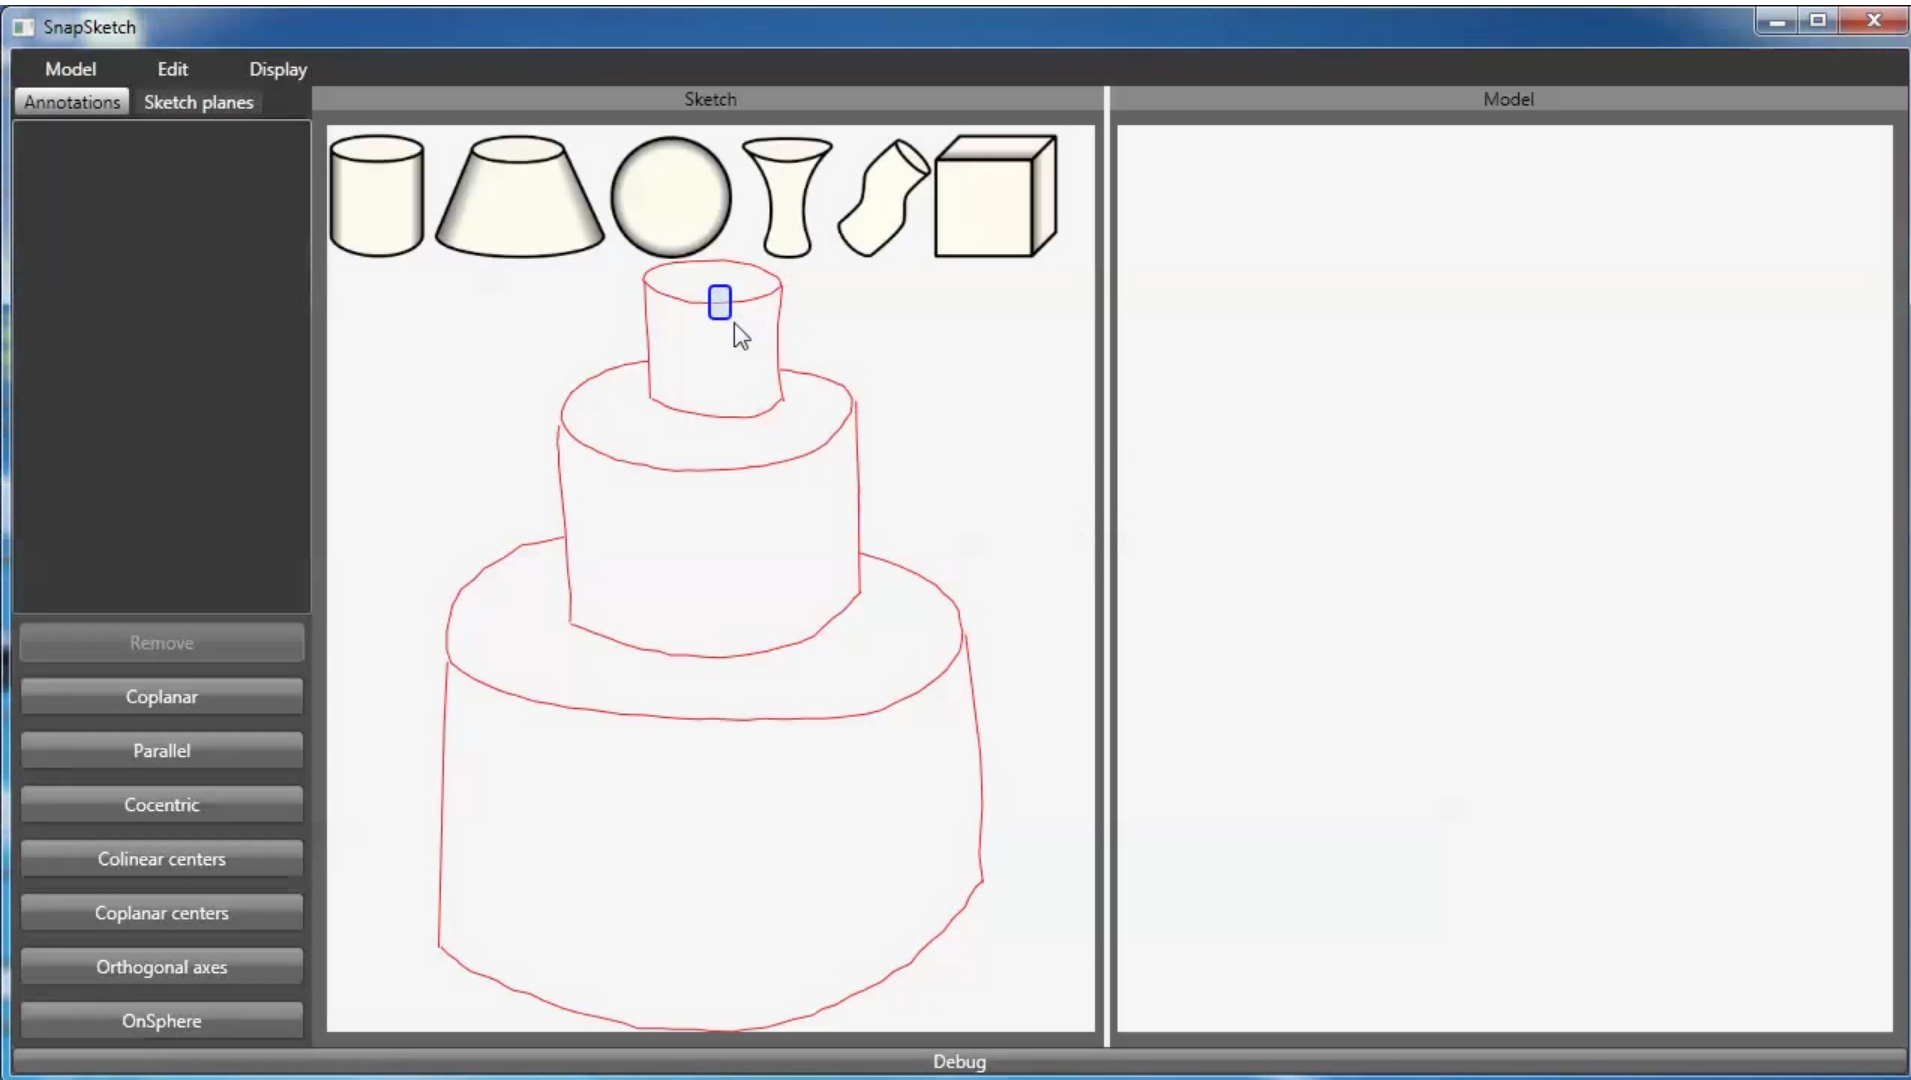 SnapSketch
Model Edit Display
Annotations Sketch planes
Sketch
Model
Remove
Coplanar
Parallel
Cocentric
Colinear centers
Coplanar centers
Orthogonal axes
OnSphere
Debug